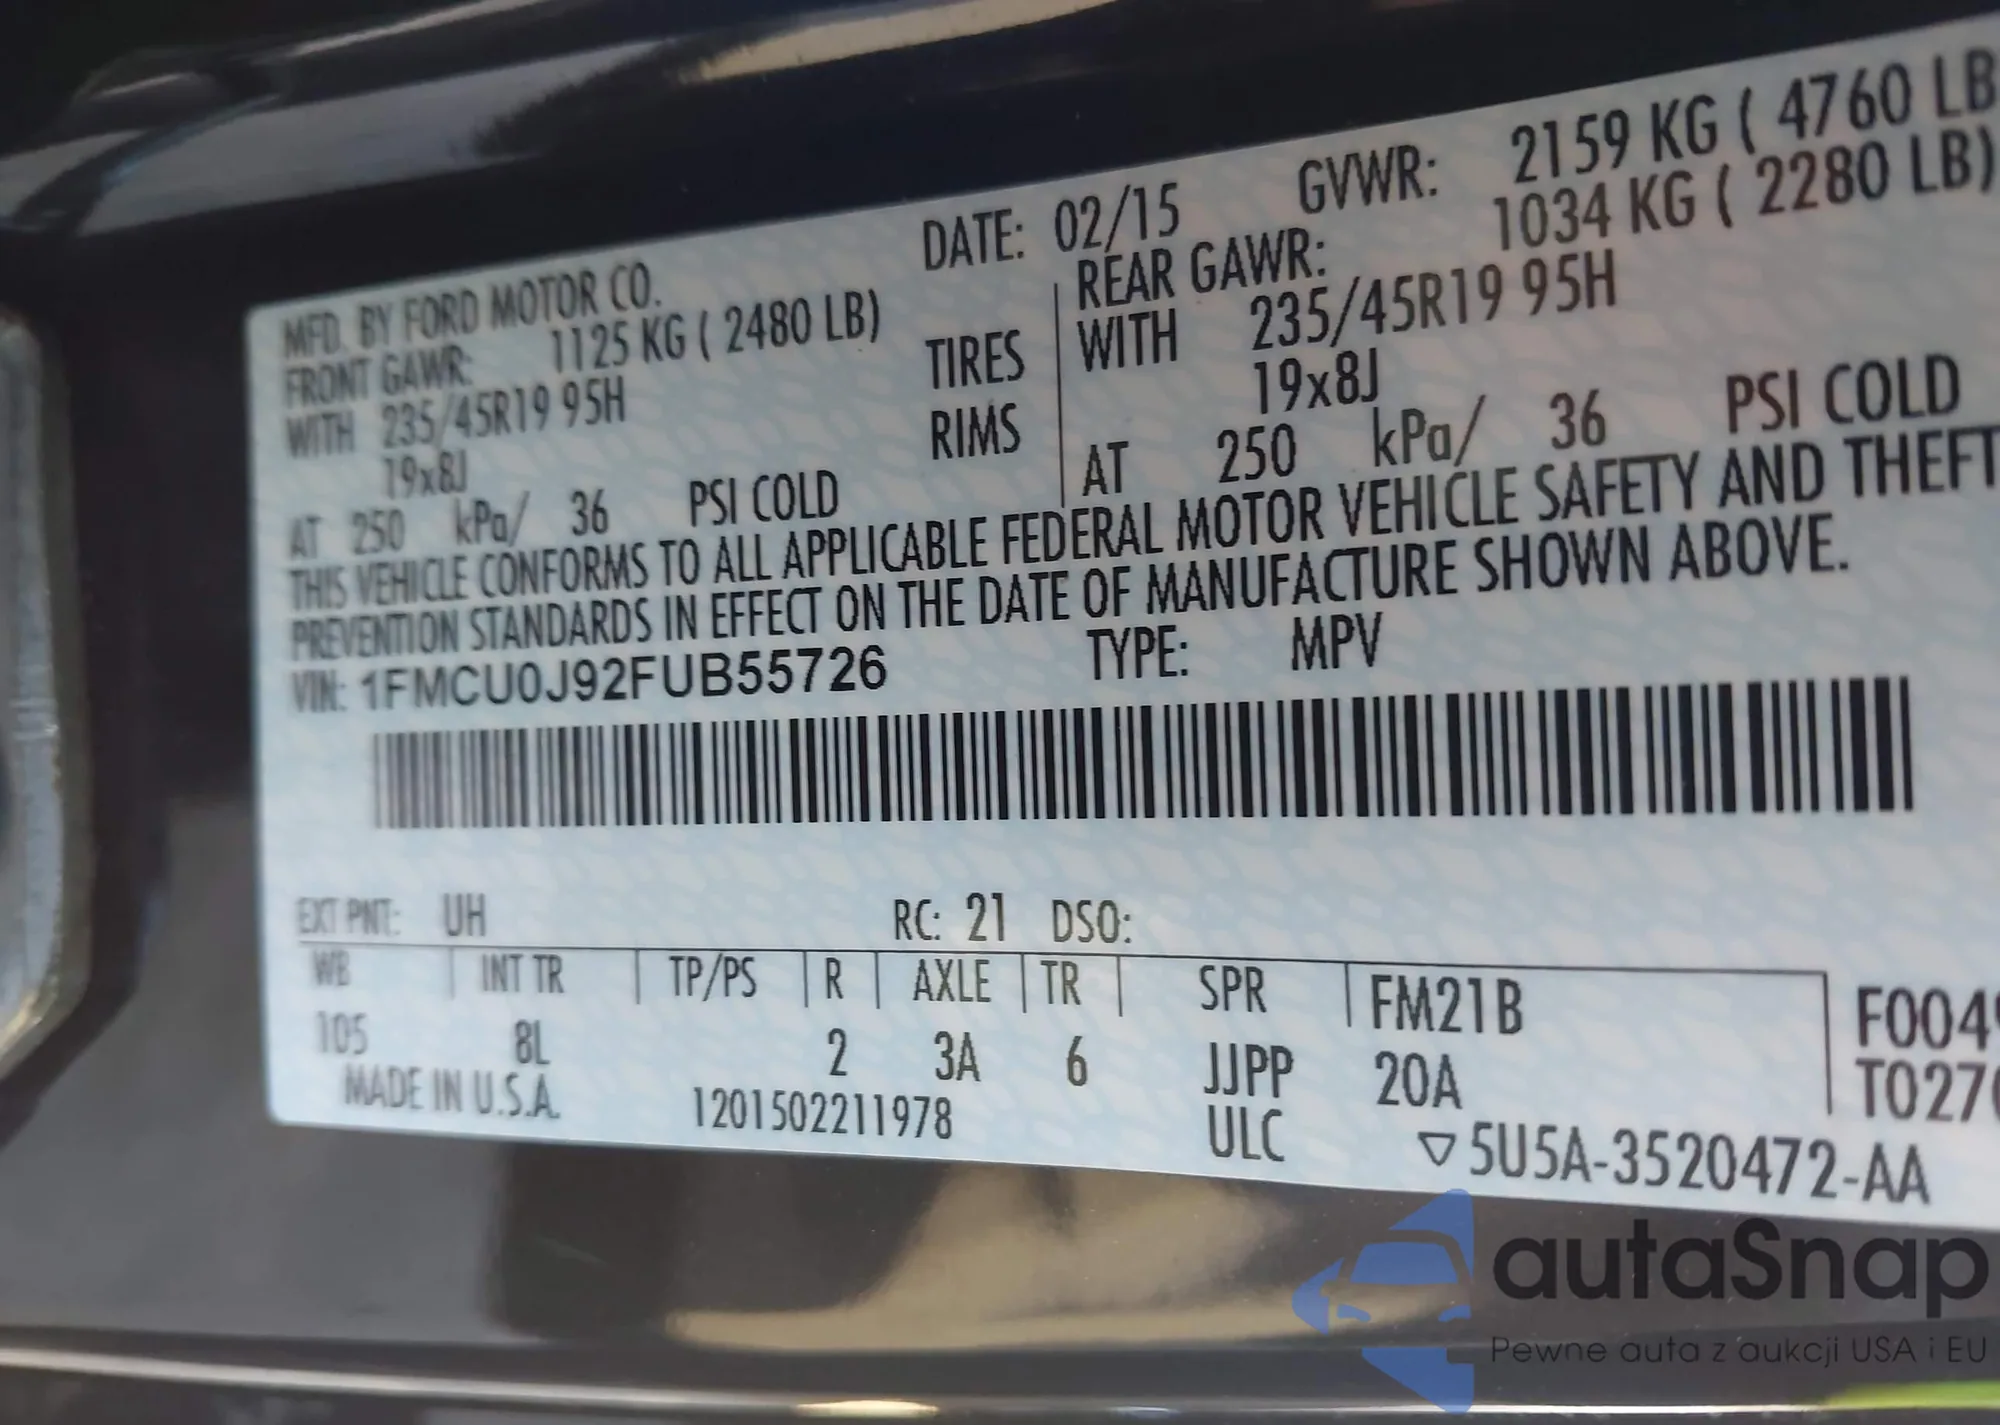 DATE: 02/15 GVWR: 2159 KG ( 4760 LB
MFD. BY FORD MOTOR CO.
FRONT GAWR: 1125 KG ( 2480 LB) REAR GAWR: 1034 KG ( 2280 LB)
WITH 235/45R19 95H TIRES WITH 235/45R19 95H
19x8J RIMS 19x8J
AT 250 kPa/ 36 PSI COLD AT 250 kPa/ 36 PSI COLD
THIS VEHICLE CONFORMS TO ALL APPLICABLE FEDERAL MOTOR VEHICLE SAFETY AND THEFT
PREVENTION STANDARDS IN EFFECT ON THE DATE OF MANUFACTURE SHOWN ABOVE.
VIN: 1FMCU0J92FUB55726 TYPE: MPV
EXT PNT: UH RC: 21 DSO:
WB INT TR TP/PS R AXLE TR SPR FM21B
105 8L 2 3A 6 JJPP 20A
MADE IN U.S.A. 1201502211978 ULC ▽5U5A-3520472-AA
F004
T027
autaSnap
Pewne auta z aukcji USA i EU